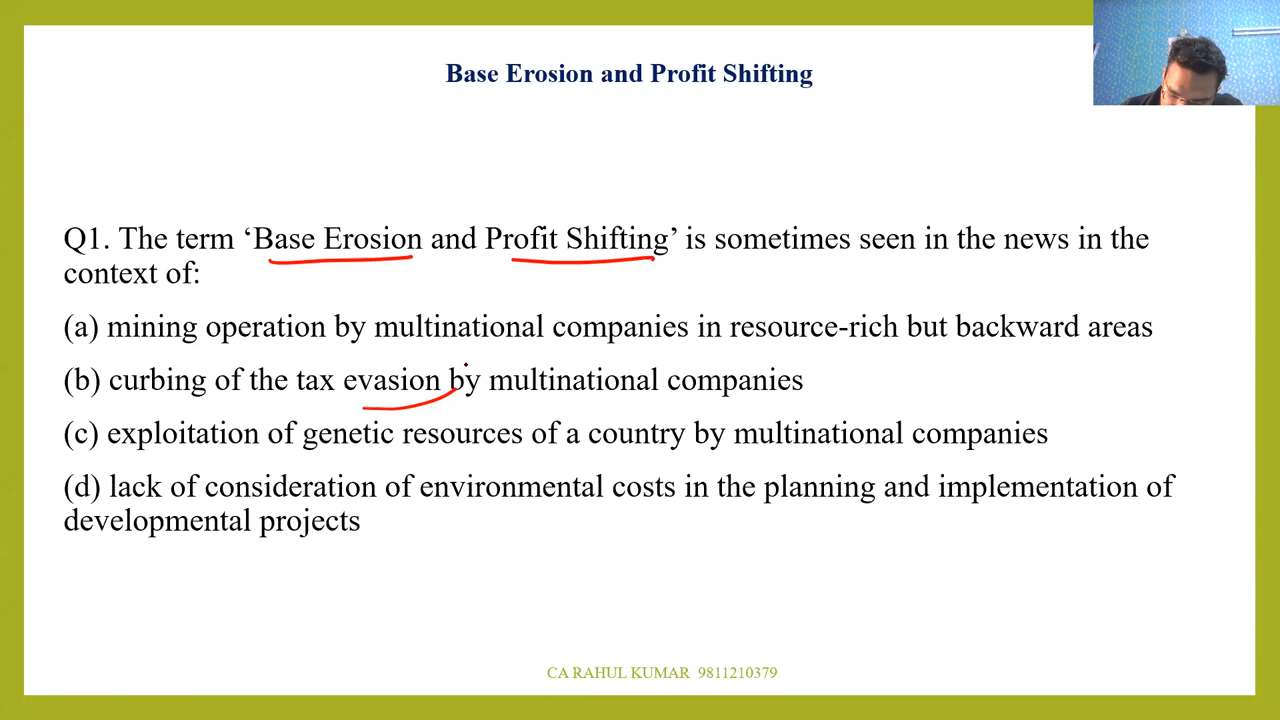 Base Erosion and Profit Shifting
Q1. The term ‘Base Erosion and Profit Shifting’ is sometimes seen in the news in the
context of:
(a) mining operation by multinational companies in resource-rich but backward areas
(b) curbing of the tax evasion by multinational companies
(c) exploitation of genetic resources of a country by multinational companies
(d) lack of consideration of environmental costs in the planning and implementation of
developmental projects
CA RAHUL KUMAR 9811210379